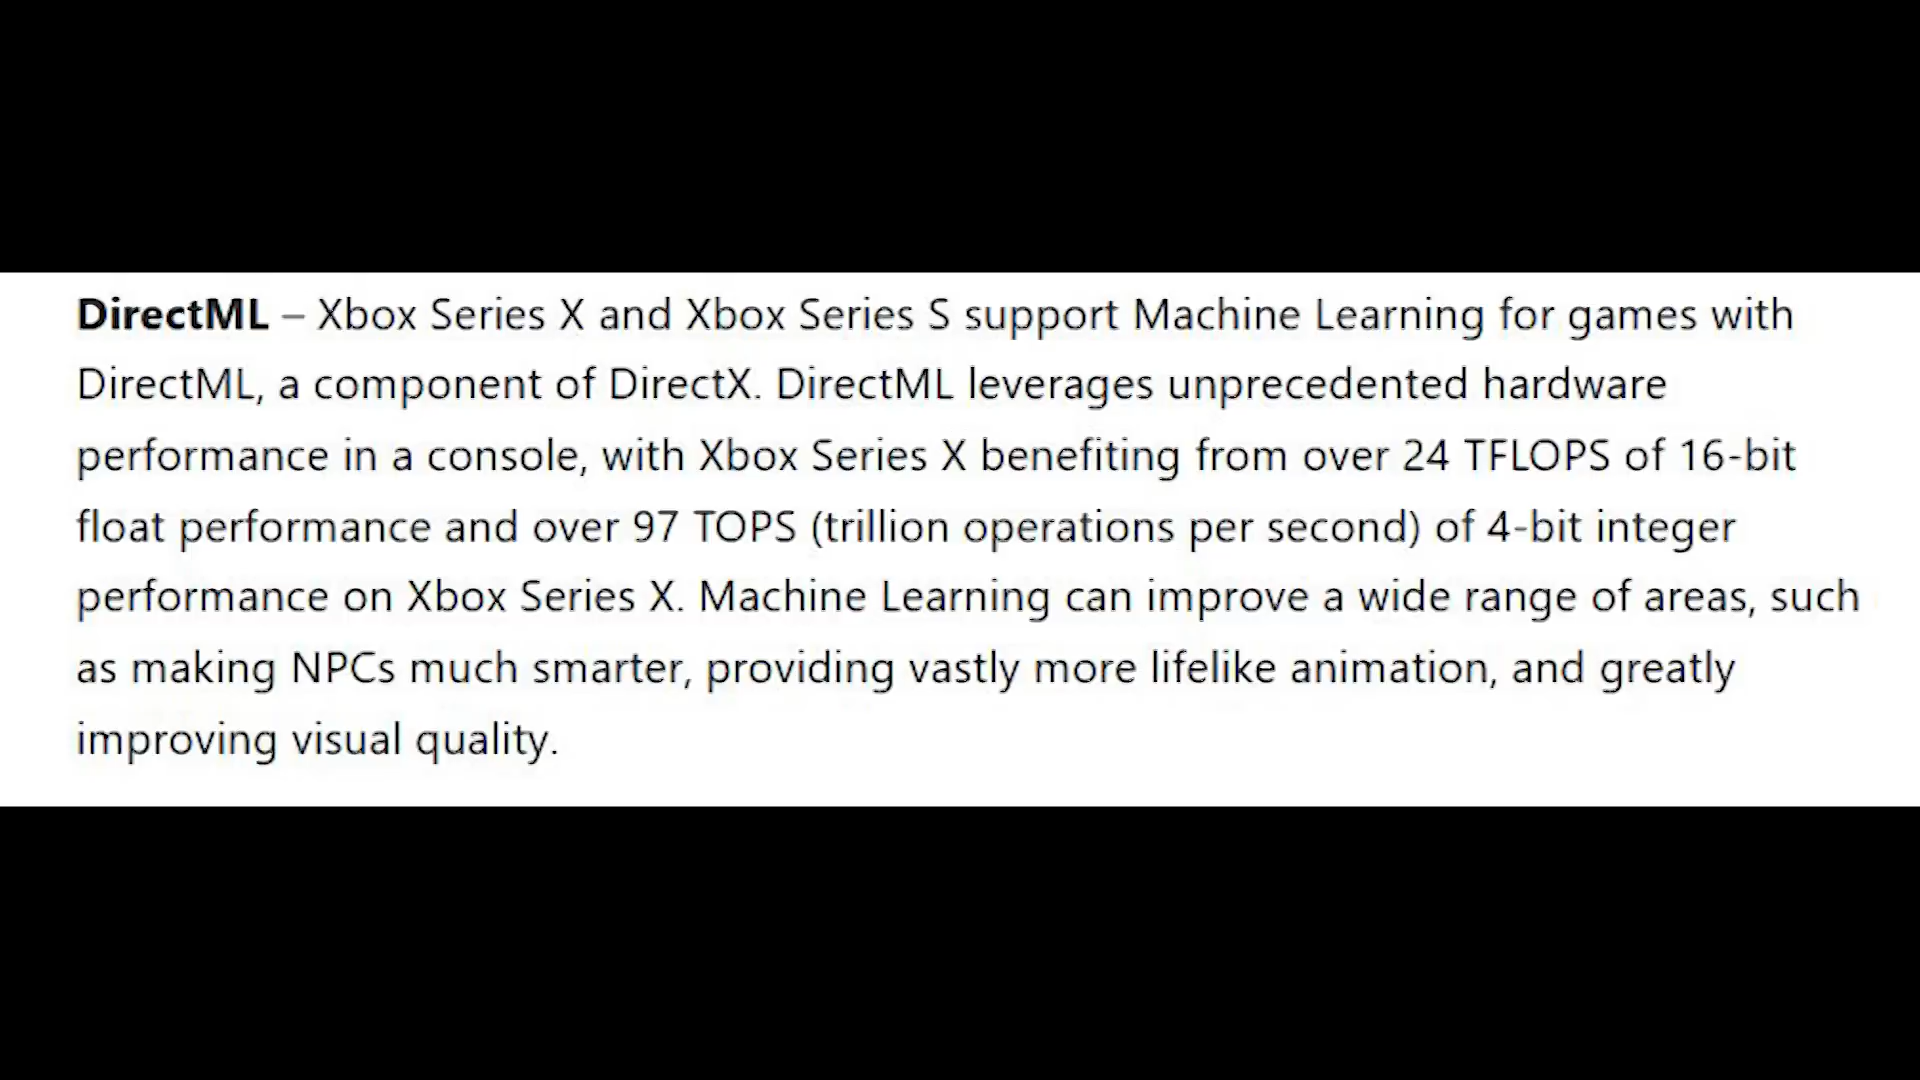 DirectML – Xbox Series X and Xbox Series S support Machine Learning for games with
DirectML, a component of DirectX. DirectML leverages unprecedented hardware
performance in a console, with Xbox Series X benefiting from over 24 TFLOPS of 16-bit
float performance and over 97 TOPS (trillion operations per second) of 4-bit integer
performance on Xbox Series X. Machine Learning can improve a wide range of areas, such
as making NPCs much smarter, providing vastly more lifelike animation, and greatly
improving visual quality.